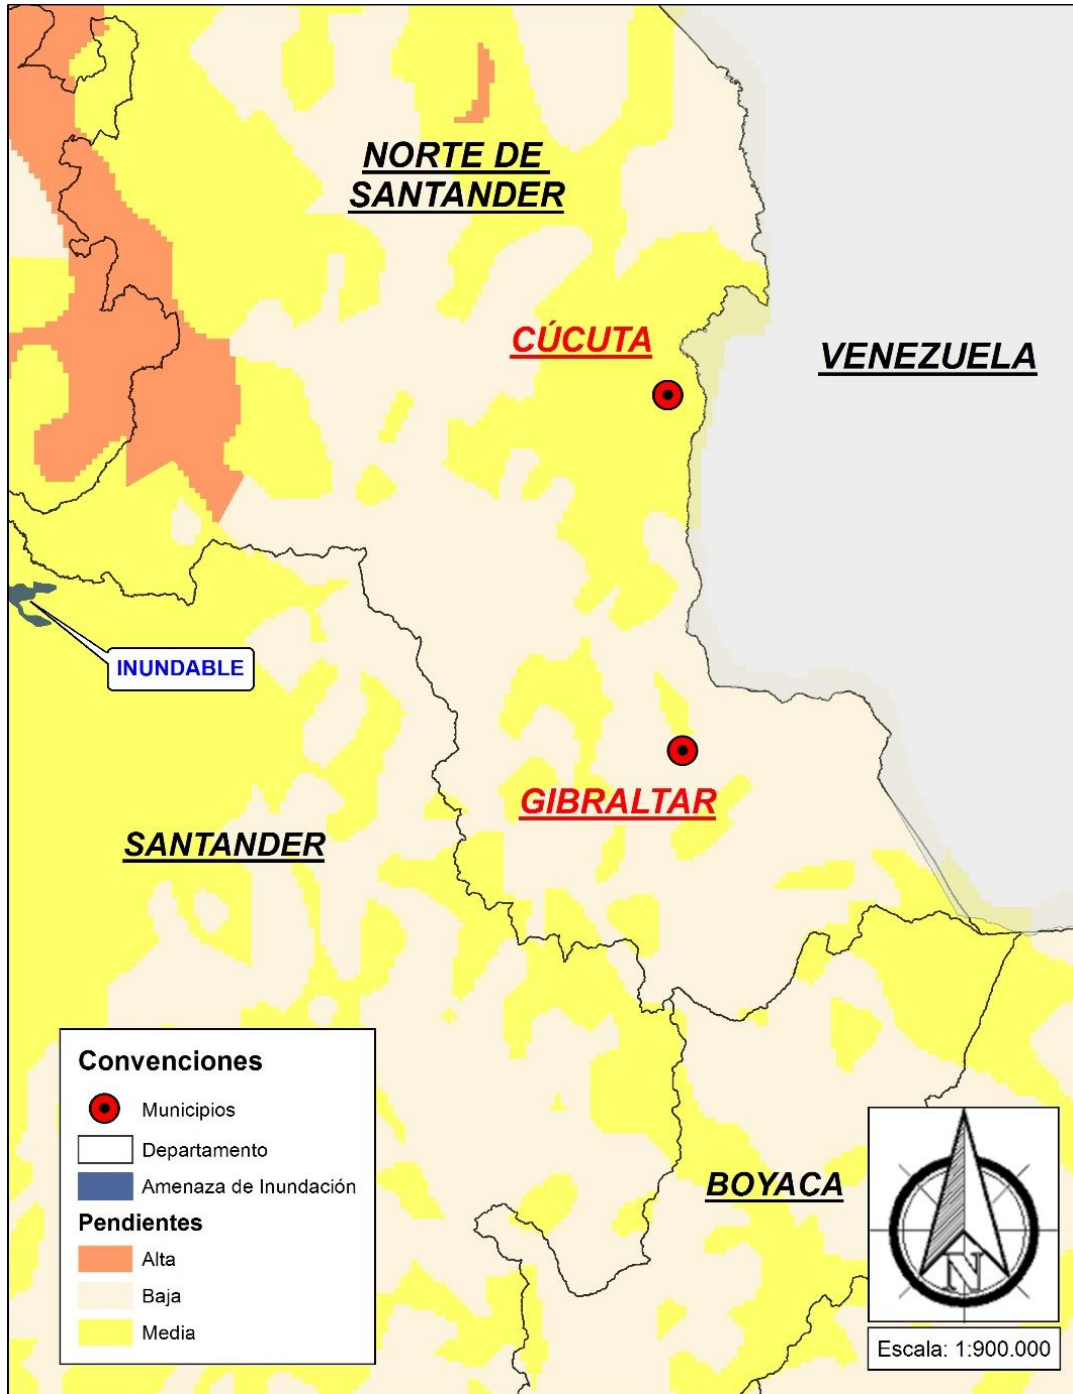 NORTE DE
SANTANDER
CÚCUTA
VENEZUELA
INUNDABLE
GIBRALTAR
SANTANDER
BOYACA
Convenciones
Municipios
Departamento
Amenaza de Inundación
Pendientes
Alta
Baja
Media
N
Escala: 1:900.000